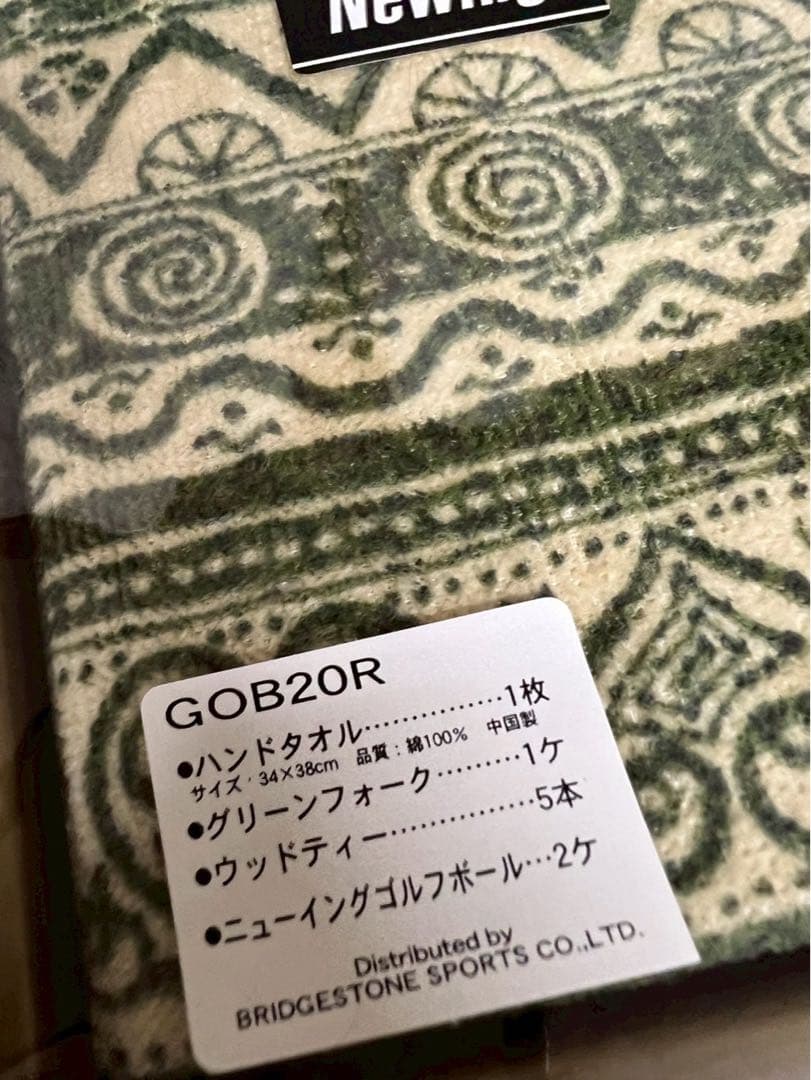 Newing
GOB20R
●ハンドタオル……………1枚
サイズ・34×38cm 品質：綿100% 中国製
●グリーンフォーク………1ケ
●ウッドティー……………5本
●ニューイングゴルフボール…2ケ
Distributed by
BRIDGESTONE SPORTS CO.,LTD.